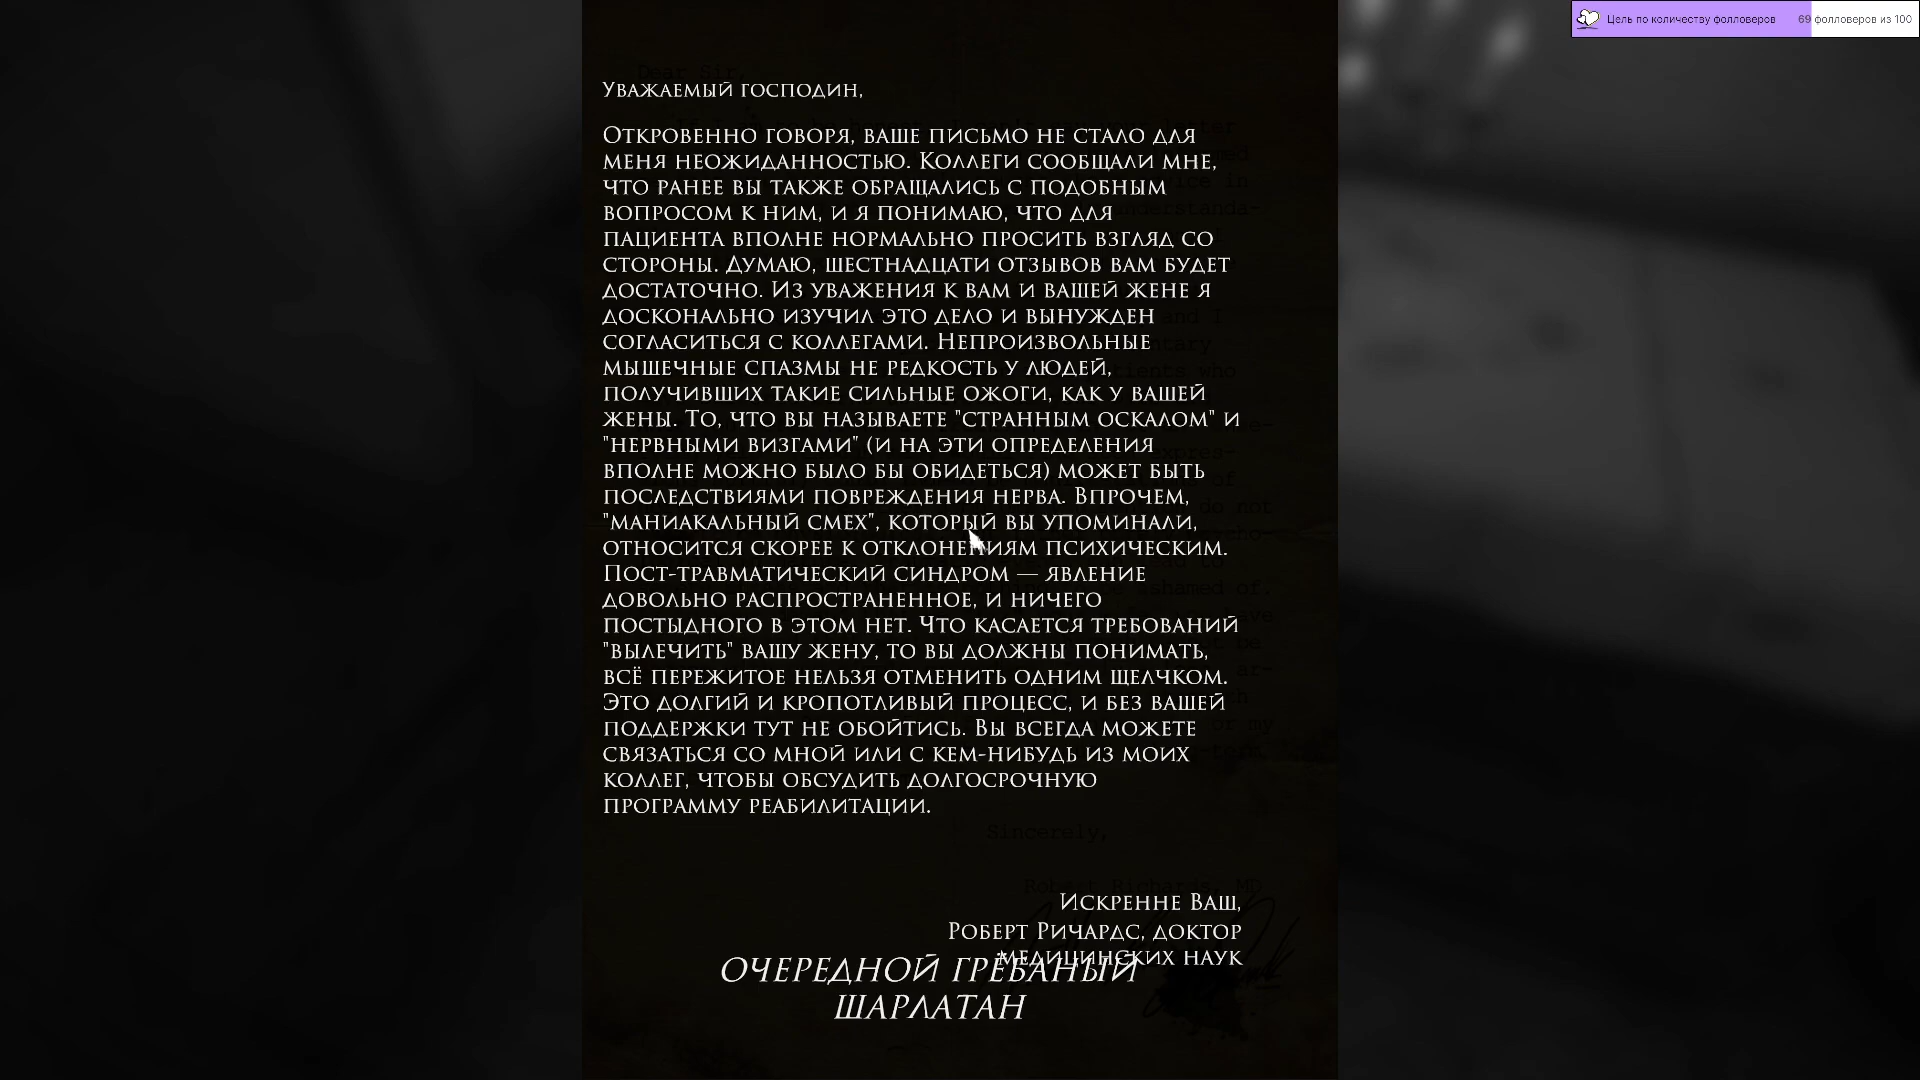 Цель по количеству фолловеров 69 фолловеров из 100
Уважаемый господин,
Откровенно говоря, ваше письмо не стало для
меня неожиданностью. Коллеги сообщали мне,
что ранее вы также обращались с подобным
вопросом к ним, и я понимаю, что для
пациента вполне нормально просить взгляд со
стороны. Думаю, шестнадцати отзывов вам будет
достаточно. Из уважения к вам и вашей жене я
досконально изучил это дело и вынужден
согласиться с коллегами. Непроизвольные
мышечные спазмы не редкость у людей,
получивших такие сильные ожоги, как у вашей
жены. То, что вы называете "странным оскалом" и
"нервными визгами" (и на эти определения
вполне можно было бы обидеться) может быть
последствиями повреждения нерва. Впрочем,
"маниакальный смех", который вы упоминали,
относится скорее к отклонениям психическим.
Пост-травматический синдром — явление
довольно распространенное, и ничего
постыдного в этом нет. Что касается требований
"вылечить" вашу жену, то вы должны понимать,
всё пережитое нельзя отменить одним щелчком.
Это долгий и кропотливый процесс, и без вашей
поддержки тут не обойтись. Вы всегда можете
связаться со мной или с кем-нибудь из моих
коллег, чтобы обсудить долгосрочную
программу реабилитации.
Sincerely,
Искренне Ваш,
Роберт Ричардс, доктор
медицинских наук
ОЧЕРЕДНОЙ ГРЕБАНЫЙ
ШАРЛАТАН